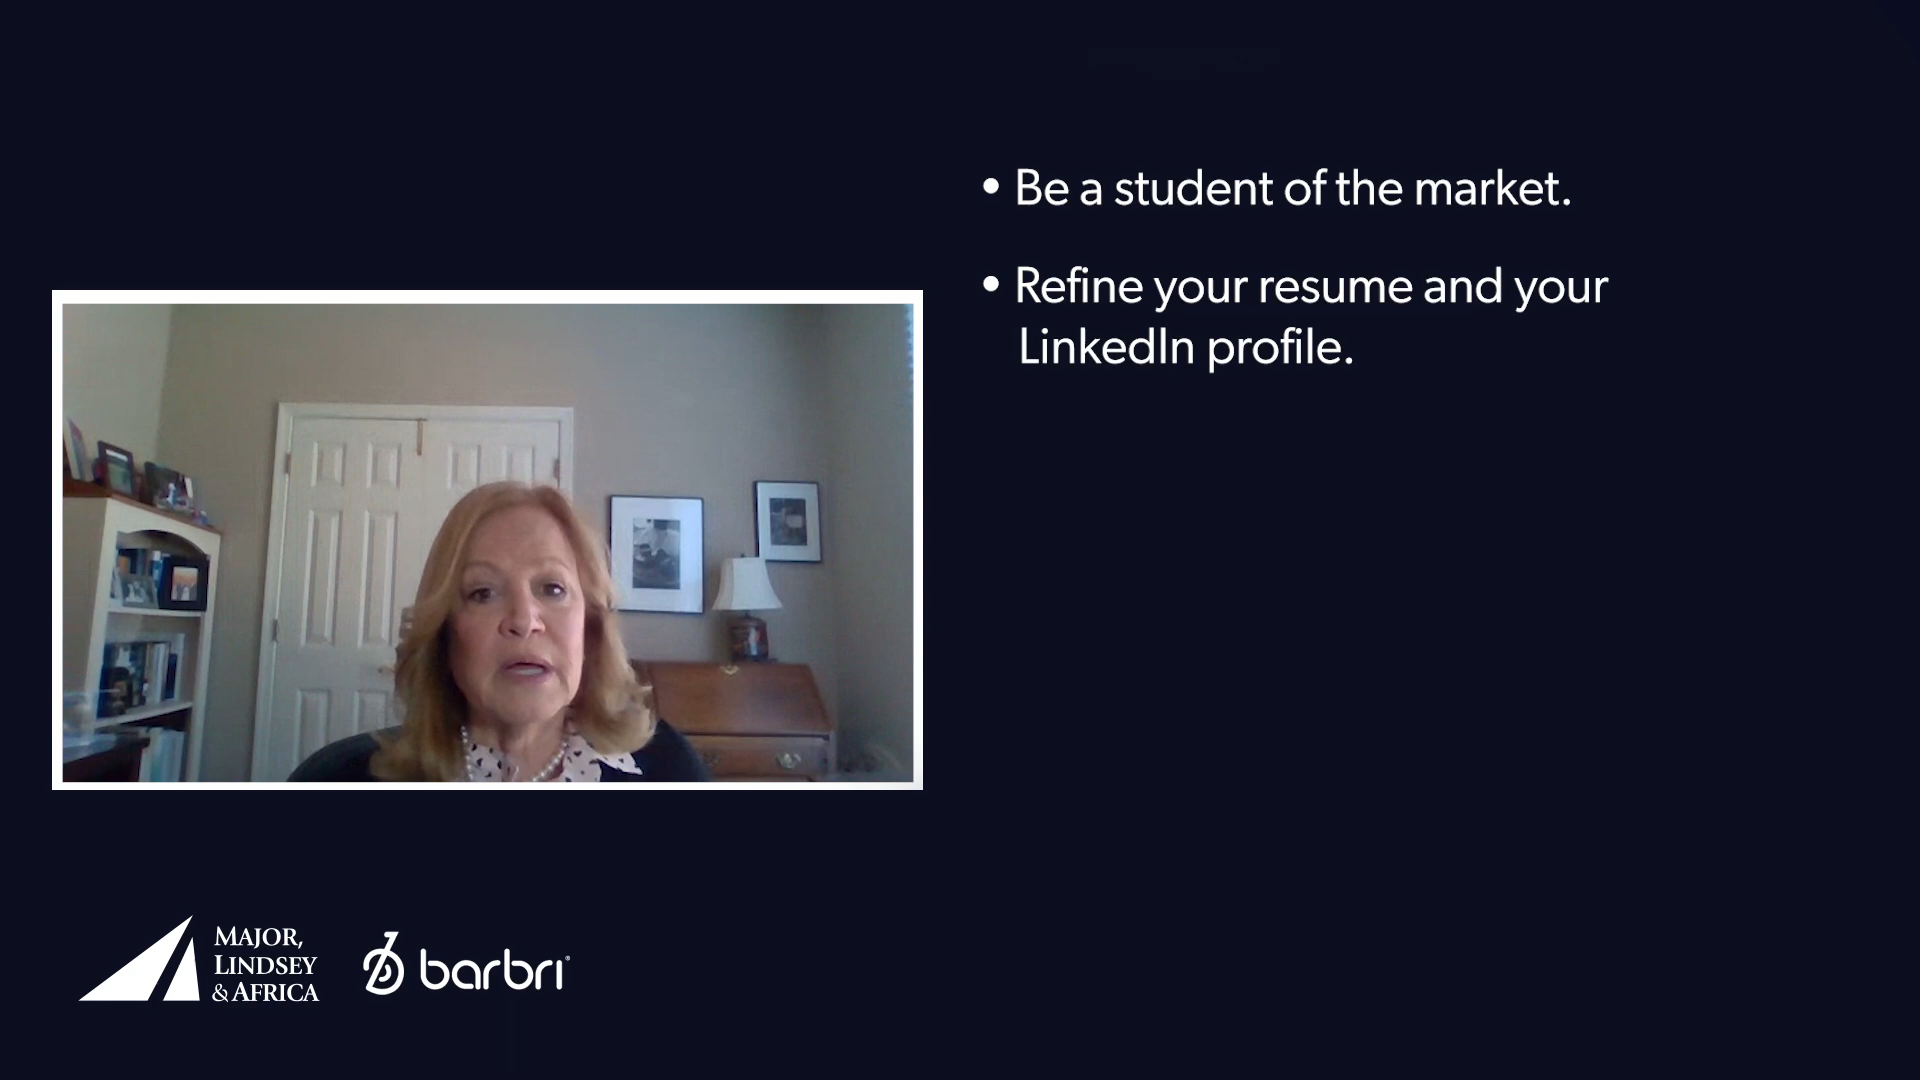 • Be a student of the market.
• Refine your resume and your
LinkedIn profile.
MAJOR,
LINDSEY
& AFRICA
barbri®